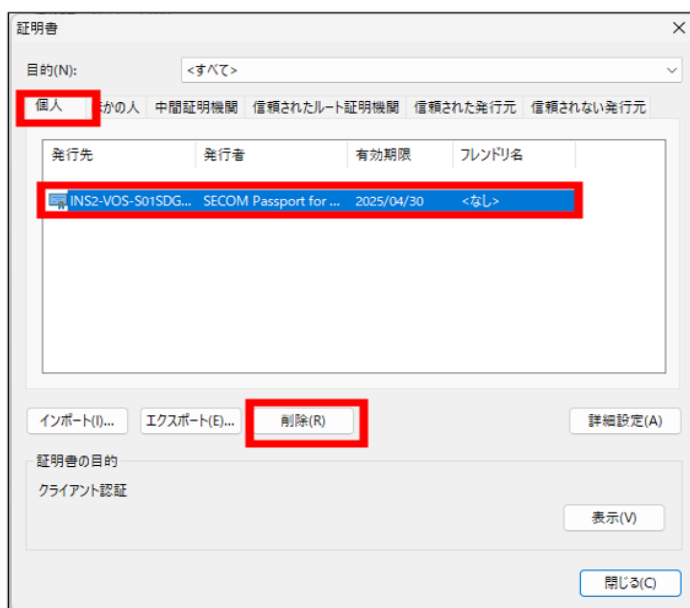 証明書
目的(N): <すべて>
個人 ほかの人 中間証明機関 信頼されたルート証明機関 信頼された発行元 信頼されない発行元
発行先 発行者 有効期限 フレンドリ名
INS2-VOS-S01SDG... SECOM Passport for ... 2025/04/30 <なし>
インポート(I)... エクスポート(E)... 削除(R) 詳細設定(A)
証明書の目的
クライアント認証
表示(V)
閉じる(C)